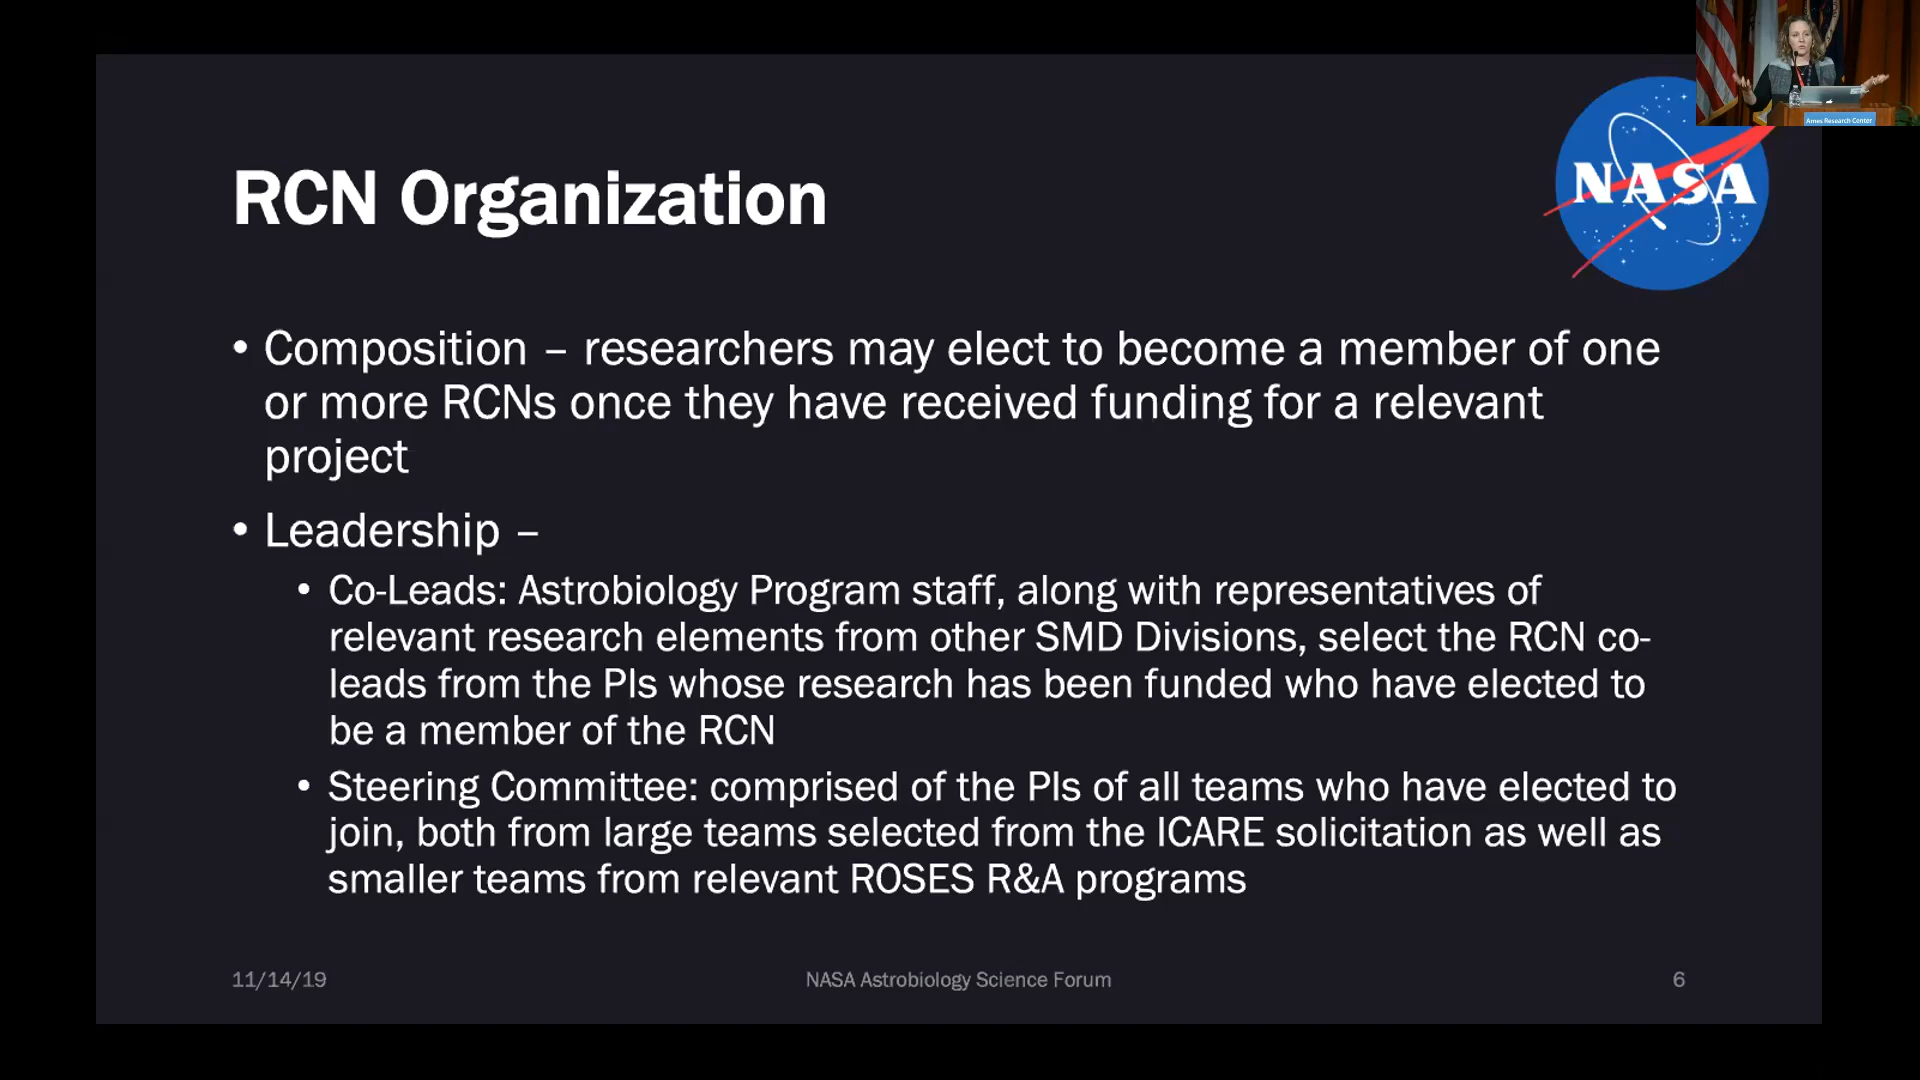 Ames Research Center
NASA
RCN Organization
• Composition – researchers may elect to become a member of one
or more RCNs once they have received funding for a relevant
project
• Leadership –
• Co-Leads: Astrobiology Program staff, along with representatives of
relevant research elements from other SMD Divisions, select the RCN co-
leads from the PIs whose research has been funded who have elected to
be a member of the RCN
• Steering Committee: comprised of the PIs of all teams who have elected to
join, both from large teams selected from the ICARE solicitation as well as
smaller teams from relevant ROSES R&A programs
11/14/19
NASA Astrobiology Science Forum
6